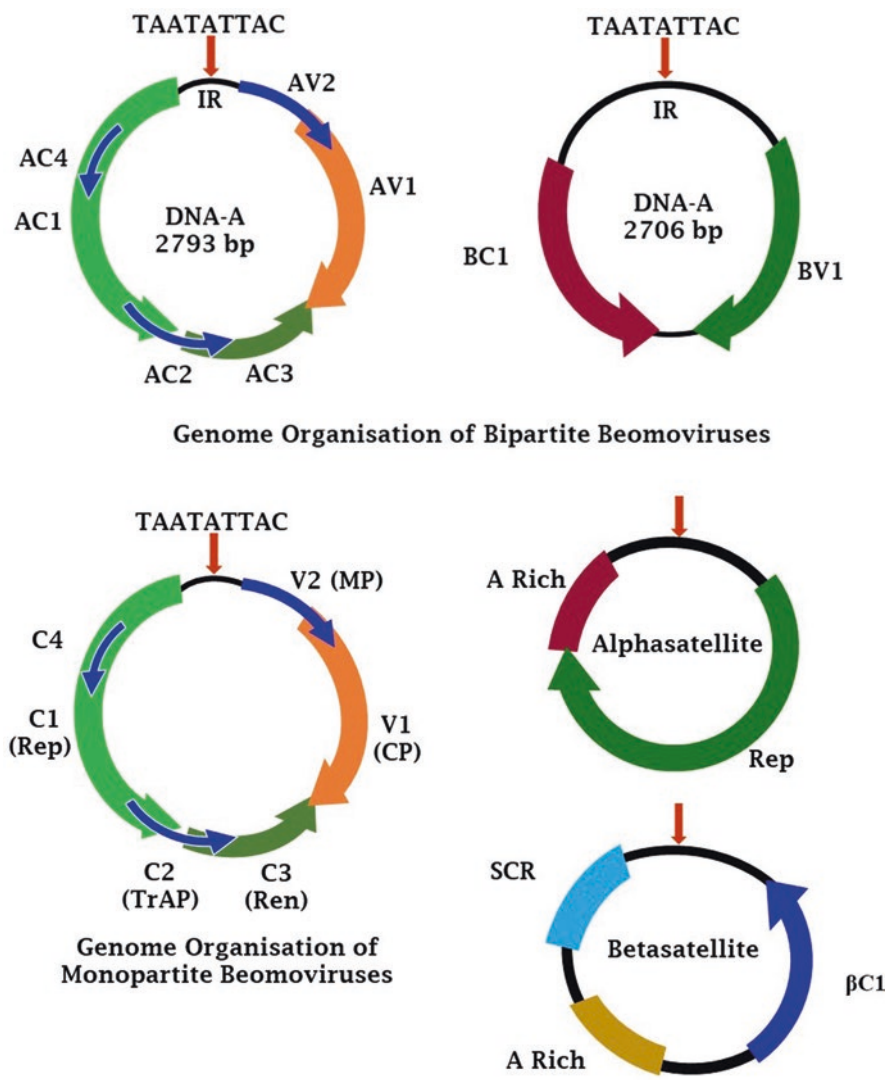 TAATATTAC
IR
AV2
AC4
AC1
DNA-A
2793 bp
AV1
AC2
AC3
TAATATTAC
IR
BC1
DNA-A
2706 bp
BV1
Genome Organisation of Bipartite Beomoviruses
TAATATTAC
V2 (MP)
C4
C1
(Rep)
V1
(CP)
C2
(TrAP)
C3
(Ren)
Genome Organisation of
Monopartite Beomoviruses
A Rich
Alphasatellite
Rep
SCR
Betasatellite
βC1
A Rich